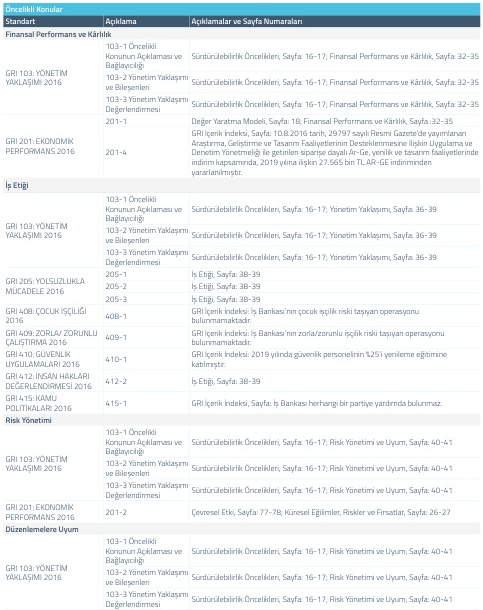 Öncelikli Konular
Standart Açıklama Açıklamalar ve Sayfa Numaraları
Finansal Performans ve Kârlılık
GRI 103: YÖNETİM
YAKLAŞIMI 2016
103-1 Öncelikli
Konunun Açıklaması ve
Bağlayıcılığı
Sürdürülebilirlik Öncelikleri, Sayfa: 16-17; Finansal Performans ve Kârlılık, Sayfa: 32-35
103-2 Yönetim Yaklaşımı
ve Bileşenleri
Sürdürülebilirlik Öncelikleri, Sayfa: 16-17; Finansal Performans ve Kârlılık, Sayfa: 32-35
103-3 Yönetim Yaklaşımı
Değerlendirmesi
Sürdürülebilirlik Öncelikleri, Sayfa: 16-17; Finansal Performans ve Kârlılık, Sayfa: 32-35
GRI 201: EKONOMİK
PERFORMANS 2016
201-1
Değer Yaratma Modeli, Sayfa: 18; Finansal Performans ve Kârlılık, Sayfa :32-35
201-4
GRI İçerik İndeksi, Sayfa: 10.8.2016 tarih, 29797 sayılı Resmi Gazete'de yayımlanan
Araştırma, Geliştirme ve Tasarım Faaliyetlerinin Desteklenmesine İlişkin Uygulama ve
Denetim Yönetmeliği ile getirilen siparişe dayalı Ar-Ge, yenilik ve tasarım faaliyetlerinde
indirim kapsamında, 2019 yılına ilişkin 27.565 bin TL AR-GE indiriminden
yararlanılmıştır.
İş Etiği
GRI 103: YÖNETİM
YAKLAŞIMI 2016
103-1 Öncelikli
Konunun Açıklaması ve
Bağlayıcılığı
Sürdürülebilirlik Öncelikleri, Sayfa: 16-17; Yönetim Yaklaşımı, Sayfa: 36-39
103-2 Yönetim Yaklaşımı
ve Bileşenleri
Sürdürülebilirlik Öncelikleri, Sayfa: 16-17; Yönetim Yaklaşımı, Sayfa: 36-39
103-3 Yönetim Yaklaşımı
Değerlendirmesi
Sürdürülebilirlik Öncelikleri, Sayfa: 16-17; Yönetim Yaklaşımı, Sayfa: 36-39
GRI 205: YOLSUZLUKLA
MÜCADELE 2016
205-1 İş Etiği, Sayfa: 38-39
205-2 İş Etiği, Sayfa: 38-39
205-3 İş Etiği, Sayfa: 38-39
GRI 408: ÇOCUK İŞÇİLİĞİ
2016
408-1
GRI İçerik İndeksi: İş Bankası'nın çocuk işçilik riski taşıyan operasyonu
bulunmamaktadır.
GRI 409: ZORLA/ ZORUNLU
ÇALIŞTIRMA 2016
409-1
GRI İçerik İndeksi: İş Bankası'nın zorla/zorunlu işçilik riski taşıyan operasyonu
bulunmamaktadır.
GRI 410: GÜVENLİK
UYGULAMALARI 2016
410-1
GRI İçerik İndeksi: 2019 yılında güvenlik personelinin %25'i yenileme eğitimine
katılmıştır.
GRI 412: İNSAN HAKLARI
DEĞERLENDİRMESİ 2016
412-2
İş Etiği, Sayfa: 38-39
GRI 415: KAMU
POLİTİKALARI 2016
415-1
GRI İçerik İndeksi, Sayfa: İş Bankası herhangi bir partiye yardımda bulunmaz.
Risk Yönetimi
GRI 103: YÖNETİM
YAKLAŞIMI 2016
103-1 Öncelikli
Konunun Açıklaması ve
Bağlayıcılığı
Sürdürülebilirlik Öncelikleri, Sayfa: 16-17; Risk Yönetimi ve Uyum, Sayfa: 40-41
103-2 Yönetim Yaklaşımı
ve Bileşenleri
Sürdürülebilirlik Öncelikleri, Sayfa: 16-17; Risk Yönetimi ve Uyum, Sayfa: 40-41
103-3 Yönetim Yaklaşımı
Değerlendirmesi
Sürdürülebilirlik Öncelikleri, Sayfa: 16-17; Risk Yönetimi ve Uyum, Sayfa: 40-41
GRI 201: EKONOMİK
PERFORMANS 2016
201-2
Çevresel Etki, Sayfa: 77-78; Küresel Eğilimler, Riskler ve Fırsatlar, Sayfa: 26-27
Düzenlemelere Uyum
GRI 103: YÖNETİM
YAKLAŞIMI 2016
103-1 Öncelikli
Konunun Açıklaması ve
Bağlayıcılığı
Sürdürülebilirlik Öncelikleri, Sayfa: 16-17; Risk Yönetimi ve Uyum, Sayfa: 40-41
103-2 Yönetim Yaklaşımı
ve Bileşenleri
Sürdürülebilirlik Öncelikleri, Sayfa: 16-17; Risk Yönetimi ve Uyum, Sayfa: 40-41
103-3 Yönetim Yaklaşımı
Değerlendirmesi
Sürdürülebilirlik Öncelikleri, Sayfa: 16-17; Risk Yönetimi ve Uyum, Sayfa: 40-41